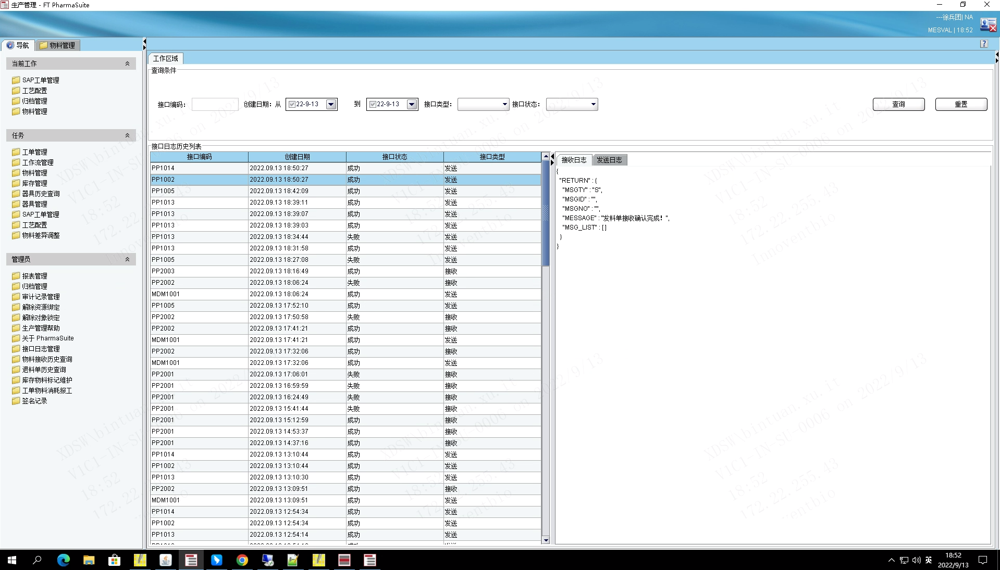 生产管理 - FT PharmaSuite
---徐兵团| NA
MESVAL | 18:52
导航
物料管理
当前工作
SAP工单管理
工艺配置
归档管理
物料管理
任务
工单管理
工作流管理
物料管理
库存管理
器具历史查询
器具管理
SAP工单管理
工艺配置
物料差异调整
管理员
报表管理
归档管理
审计记录管理
解除资源绑定
解除对象锁定
生产管理帮助
关于 PharmaSuite
接口日志管理
物料接收历史查询
退料单历史查询
库存物料标记维护
工单物料消耗报工
签名记录
工作区域
查询条件
接口编码： 创建日期：从 22-9-13 到 22-9-13 接口类型： 接口状态： 查询 重置
接口日志历史列表
接口编码 创建日期 接口状态 接口类型
PP1014 2022.09.13 18:50:27 成功 发送
PP1002 2022.09.13 18:50:27 成功 发送
PP1005 2022.09.13 18:42:09 成功 发送
PP1013 2022.09.13 18:39:11 成功 发送
PP1013 2022.09.13 18:39:07 成功 发送
PP1013 2022.09.13 18:39:03 成功 发送
PP1013 2022.09.13 18:34:44 失败 发送
PP1013 2022.09.13 18:31:58 成功 发送
PP1005 2022.09.13 18:27:08 失败 发送
PP2003 2022.09.13 18:16:49 成功 接收
PP2002 2022.09.13 18:06:24 失败 接收
MDM1001 2022.09.13 18:06:24 成功 发送
PP1005 2022.09.13 17:52:10 成功 发送
PP2002 2022.09.13 17:50:58 失败 接收
PP2002 2022.09.13 17:41:21 成功 接收
MDM1001 2022.09.13 17:41:21 成功 发送
PP2002 2022.09.13 17:32:06 成功 接收
MDM1001 2022.09.13 17:32:06 成功 发送
PP2001 2022.09.13 17:06:01 失败 接收
PP2001 2022.09.13 16:59:59 失败 接收
PP2001 2022.09.13 16:24:49 失败 接收
PP2001 2022.09.13 15:41:44 失败 接收
PP2001 2022.09.13 15:12:59 成功 接收
PP2001 2022.09.13 14:53:37 成功 接收
PP2001 2022.09.13 14:37:16 成功 接收
PP1014 2022.09.13 13:10:44 成功 发送
PP1002 2022.09.13 13:10:44 成功 发送
PP1013 2022.09.13 13:10:30 成功 发送
PP2002 2022.09.13 13:09:51 成功 接收
MDM1001 2022.09.13 13:09:51 成功 发送
PP1014 2022.09.13 12:54:34 成功 发送
PP1002 2022.09.13 12:54:34 成功 发送
PP1013 2022.09.13 12:54:14 成功 发送
接收日志 发送日志
{
"RETURN" : {
"MSGTY" : "S",
"MSGID" : "",
"MSGNO" : "",
"MESSAGE" : "发料单接收确认完成！",
"MSG_LIST" : [ ]
}
}
XDSW\bintuan.xu.it
V1C1-IN-SU-0006 on 2022/9/13
18:52
172.22.255.43
Innoventbio
英
18:52
2022/9/13